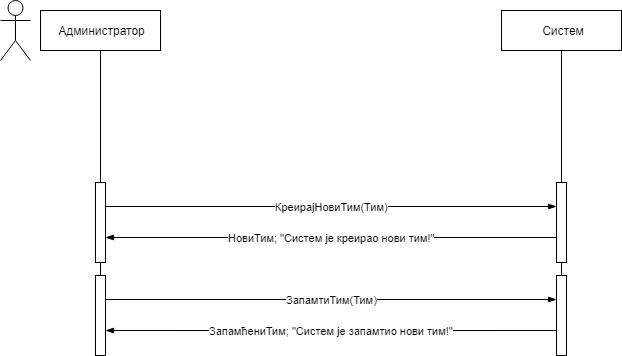 Администратор
Систем
КреирајНовиТим(Тим)
НовиТим; "Систем је креирао нови тим!"
ЗапамтиТим(Тим)
ЗапамћениТим; "Систем је запамтио нови тим!"